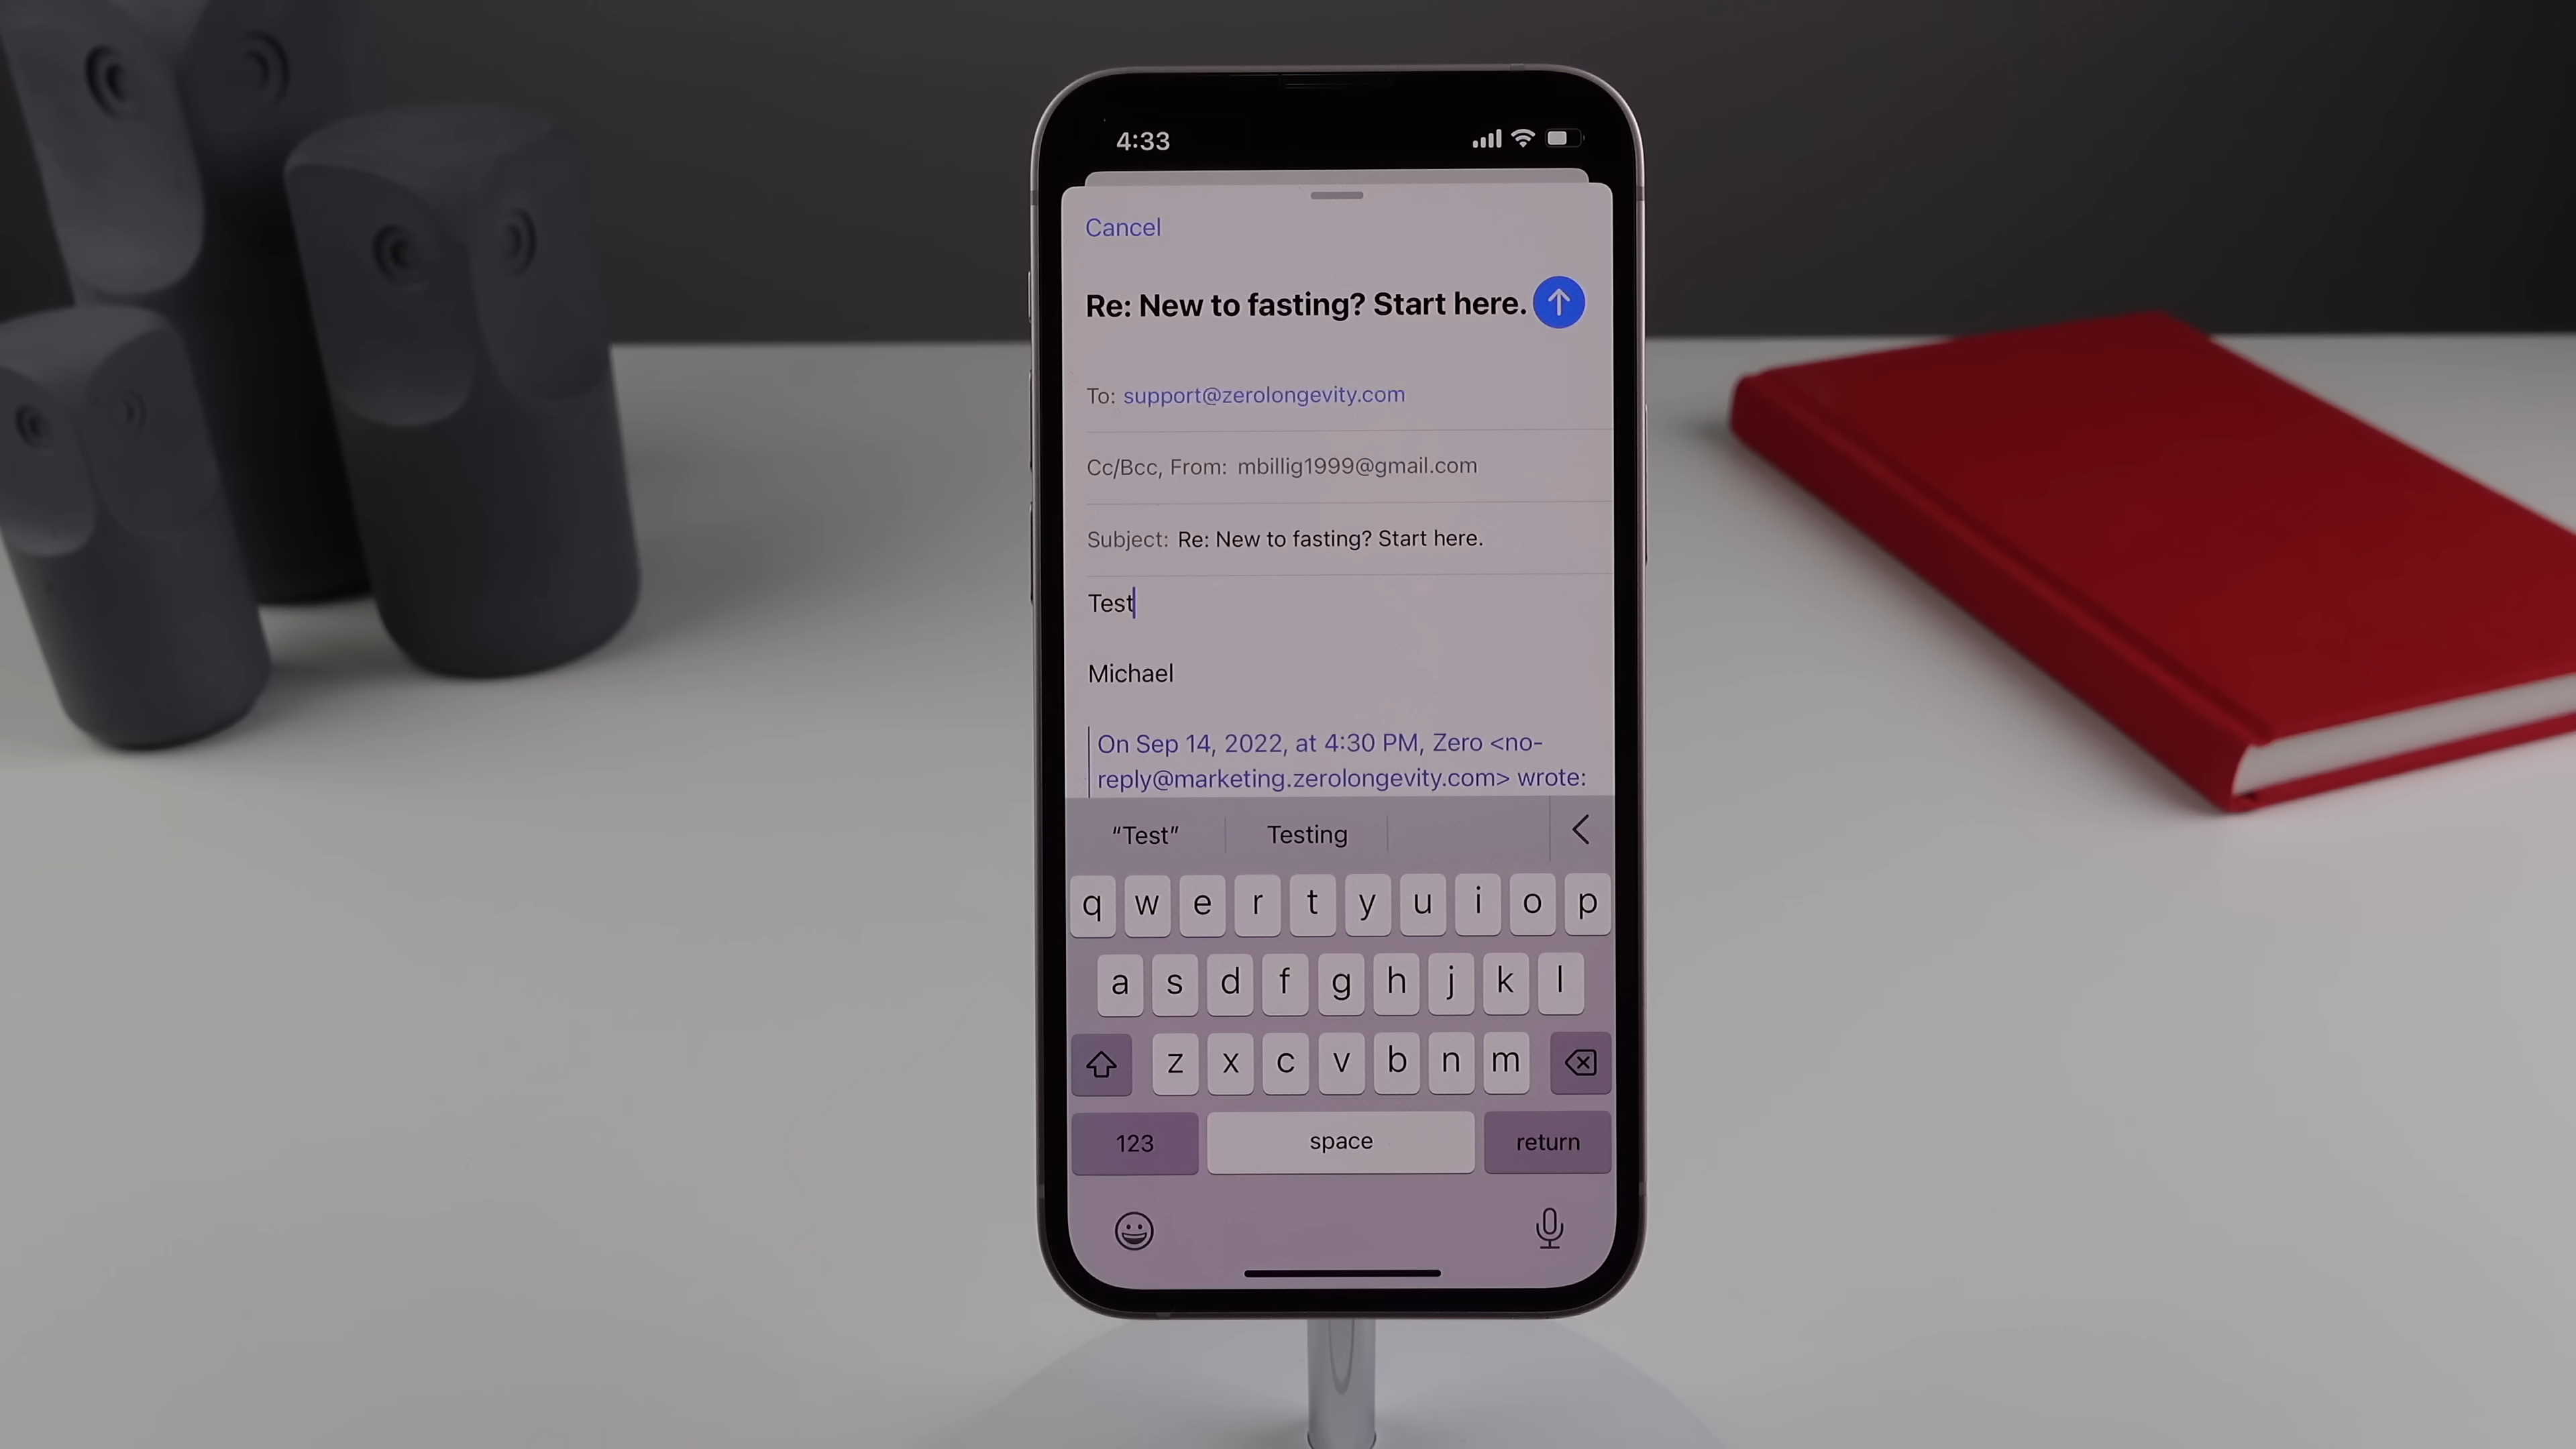 4:33
Cancel
Re: New to fasting? Start here.
To: support@zerolongevity.com
Cc/Bcc, From: mbillig1999@gmail.com
Subject: Re: New to fasting? Start here.
Test
Michael
On Sep 14, 2022, at 4:30 PM, Zero <no-
reply@marketing.zerolongevity.com> wrote:
“Test” Testing
q w e r t y u i o p
a s d f g h j k l
z x c v b n m
123 space return